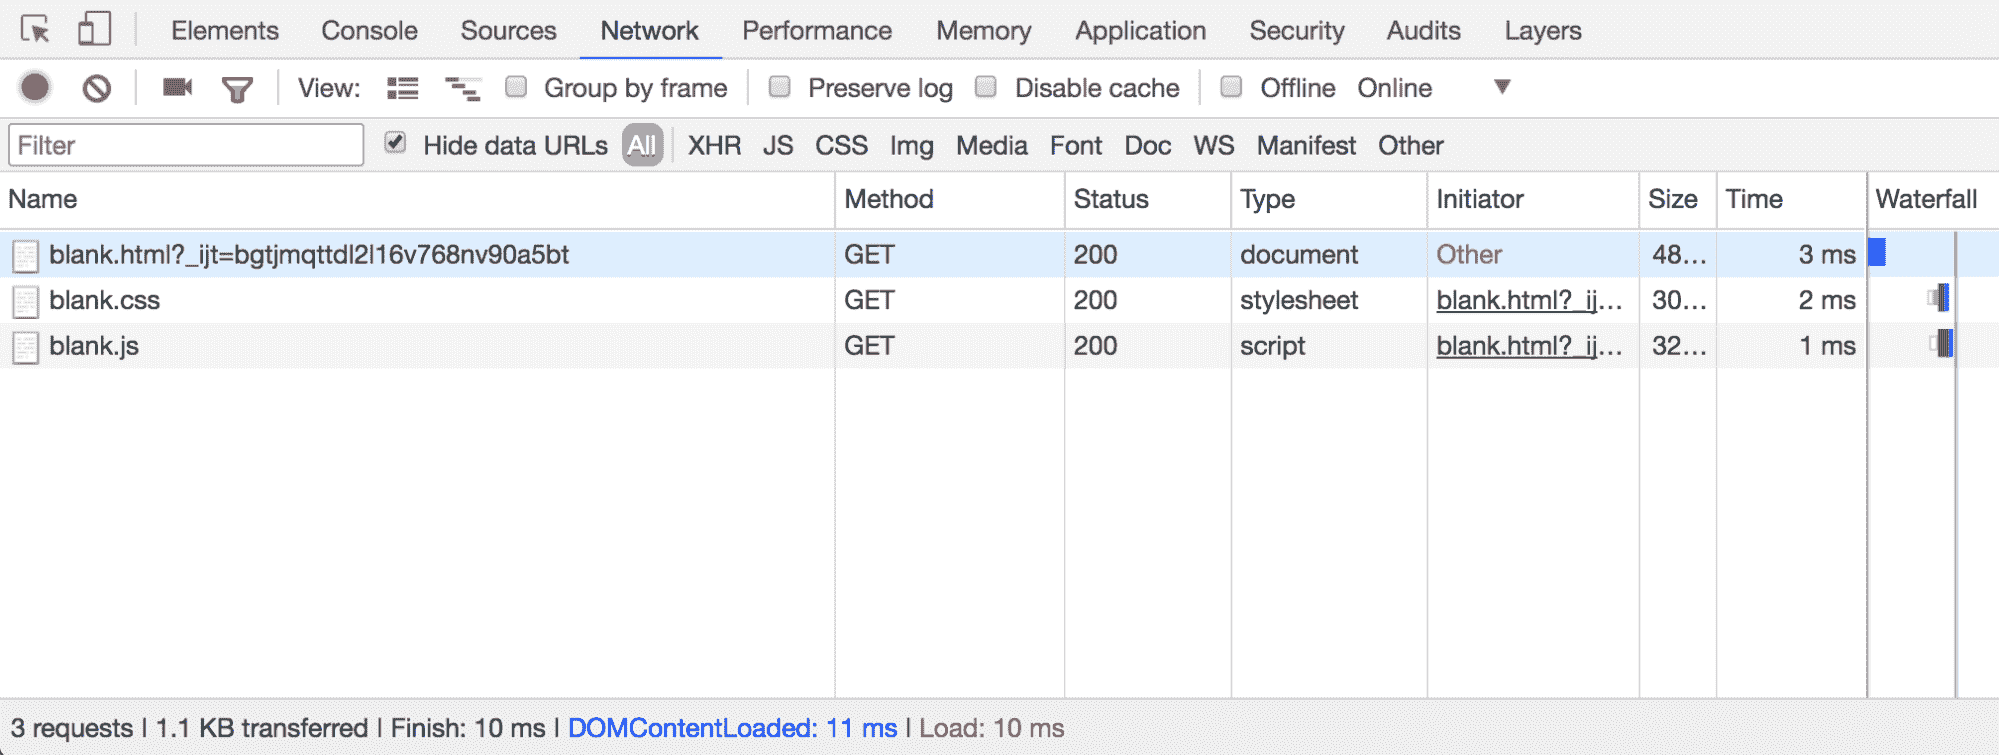 Elements Console Sources Network Performance Memory Application Security Audits Layers
View: Group by frame Preserve log Disable cache Offline Online
Filter Hide data URLs All XHR JS CSS Img Media Font Doc WS Manifest Other
Name Method Status Type Initiator Size Time Waterfall
blank.html?_ijt=bgtjmqttdl2l16v768nv90a5bt GET 200 document Other 48... 3 ms
blank.css GET 200 stylesheet blank.html?_ij... 30... 2 ms
blank.js GET 200 script blank.html?_ij... 32... 1 ms
3 requests | 1.1 KB transferred | Finish: 10 ms | DOMContentLoaded: 11 ms | Load: 10 ms